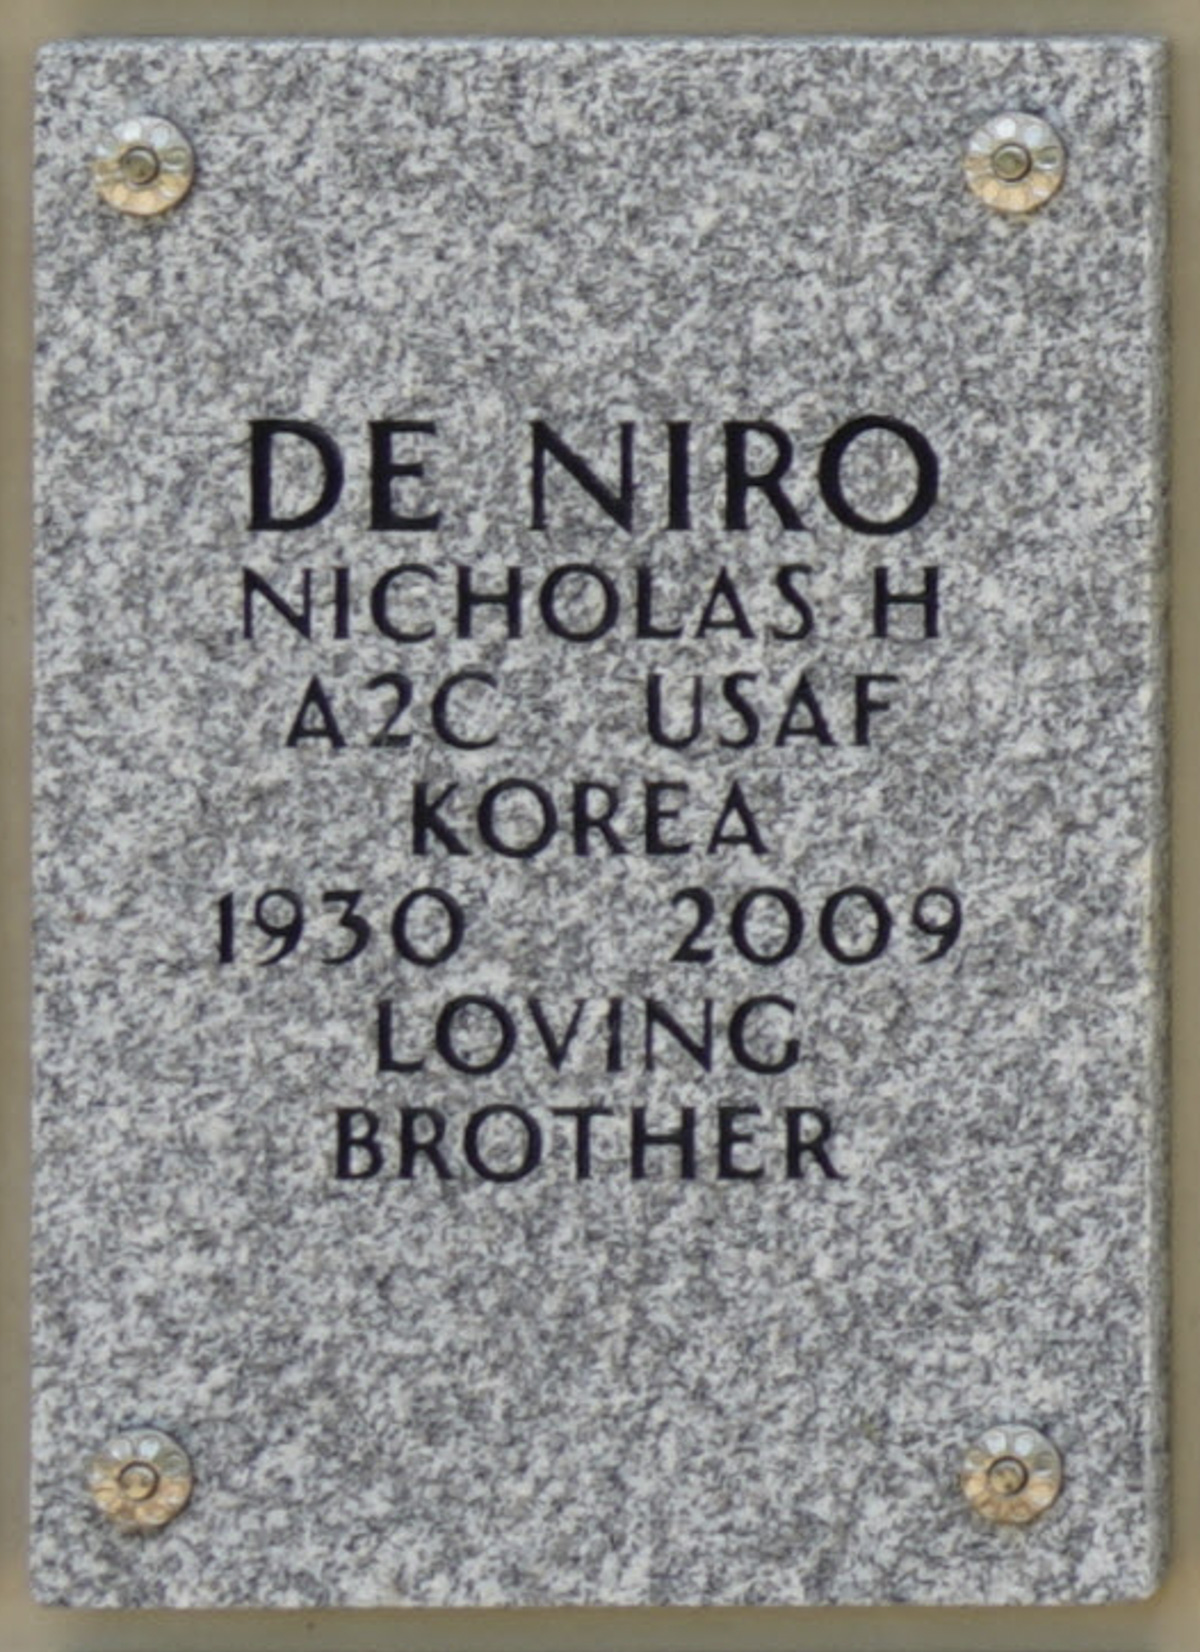 DE NIRO
NICHOLAS H
A2C USAF
KOREA
1930 2009
LOVING
BROTHER